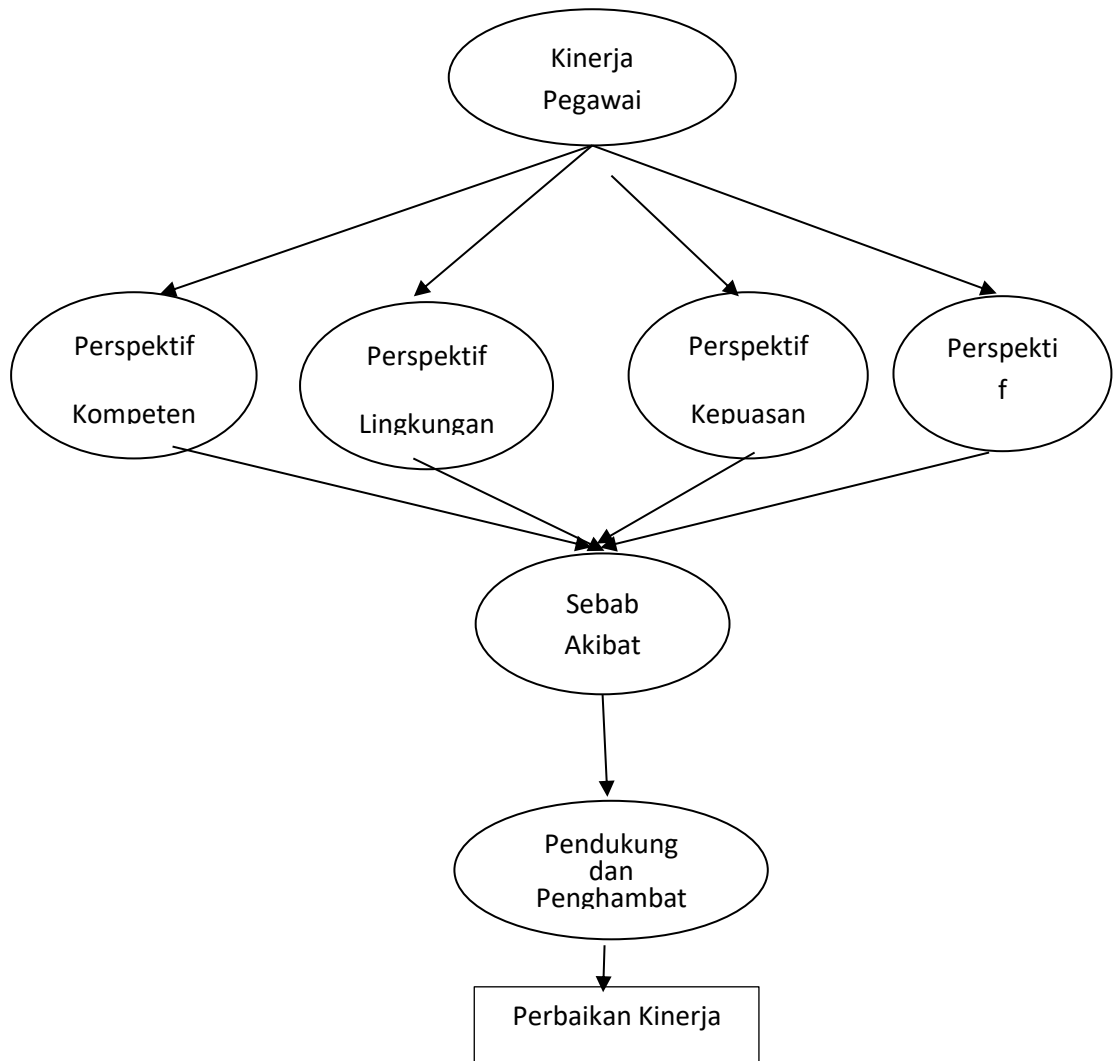 Kinerja
Pegawai
Perspektif
Kompeten
Perspektif
Lingkungan
Perspektif
Kepuasan
Perspekti
f
Sebab
Akibat
Pendukung
dan
Penghambat
Perbaikan Kinerja